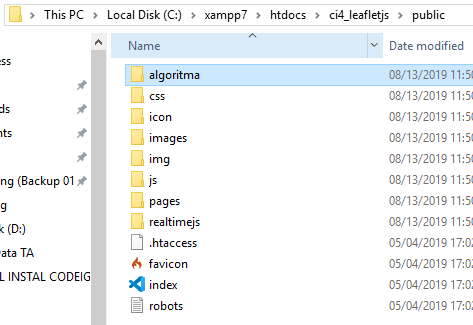 This PC > Local Disk (C:) > xampp7 > htdocs > ci4_leafletjs > public
Name Date modified
algoritma 08/13/2019 11:50
css 08/13/2019 11:50
icon 08/13/2019 11:50
images 08/13/2019 11:50
img 08/13/2019 11:50
js 08/13/2019 11:50
pages 08/13/2019 11:50
realtimejs 08/13/2019 11:50
.htaccess 05/04/2019 17:02
favicon 05/04/2019 17:02
index 05/04/2019 17:02
robots 05/04/2019 17:02
ess
ds
nts
ng (Backup 01
g
k (D:)
ata TA
L INSTAL CODEIG